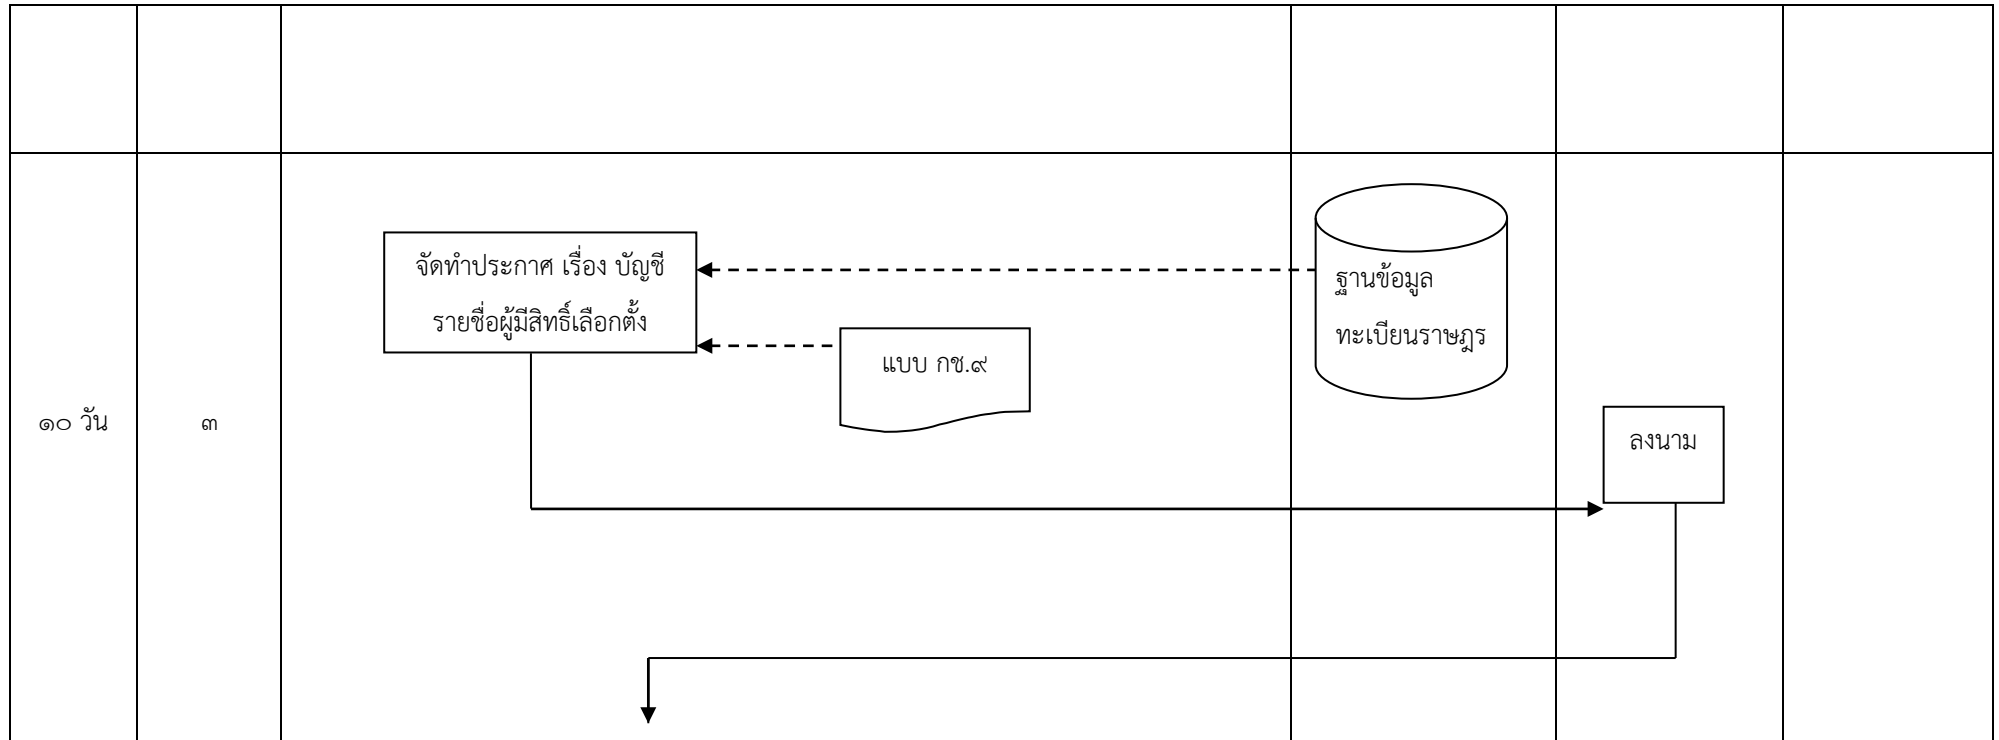 ๑๐ วัน
๓
จัดทำประกาศ เรื่อง บัญชี
รายชื่อผู้มีสิทธิ์เลือกตั้ง
แบบ กช.๙
ฐานข้อมูล
ทะเบียนราษฎร
ลงนาม